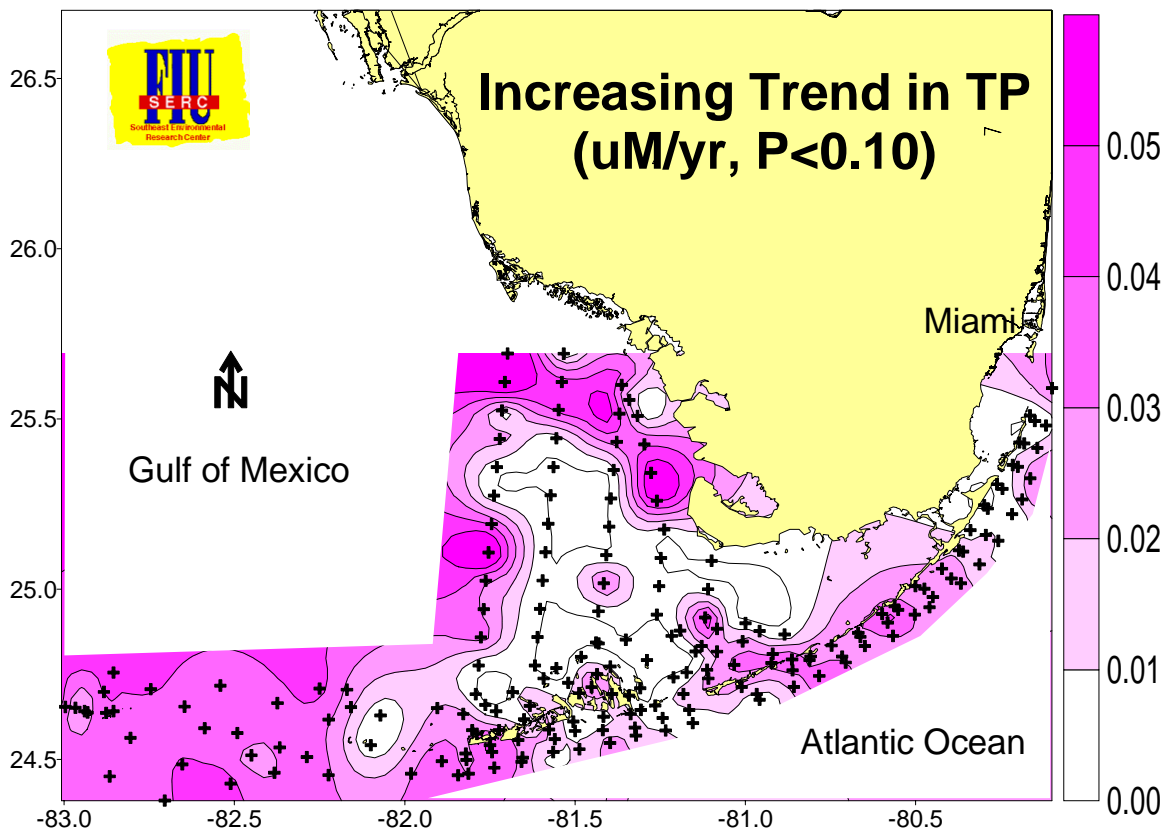 FIU
SERC
Southeast Environmental
Research Center
Increasing Trend in TP
(uM/yr, P<0.10)
Miami
N
Gulf of Mexico
Atlantic Ocean
26.5
26.0
25.5
25.0
24.5
-83.0
-82.5
-82.0
-81.5
-81.0
-80.5
0.05
0.04
0.03
0.02
0.01
0.00